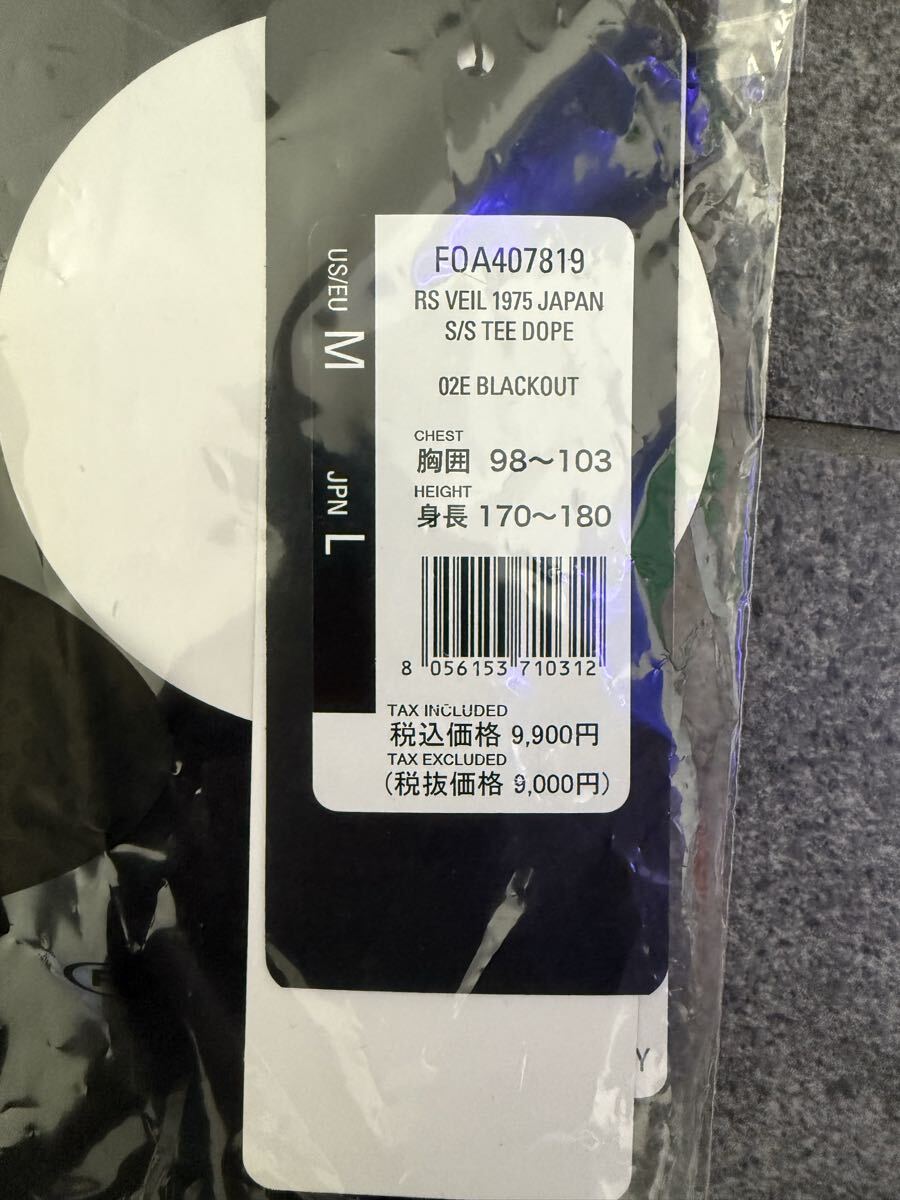 FOA407819
RS VEIL 1975 JAPAN
S/S TEE DOPE
02E BLACKOUT
US/EU M
JPN L
CHEST
胸囲 98～103
HEIGHT
身長 170～180
8 056153 710312
TAX INCLUDED
税込価格 9,900円
TAX EXCLUDED
(税抜価格 9,000円)
Y